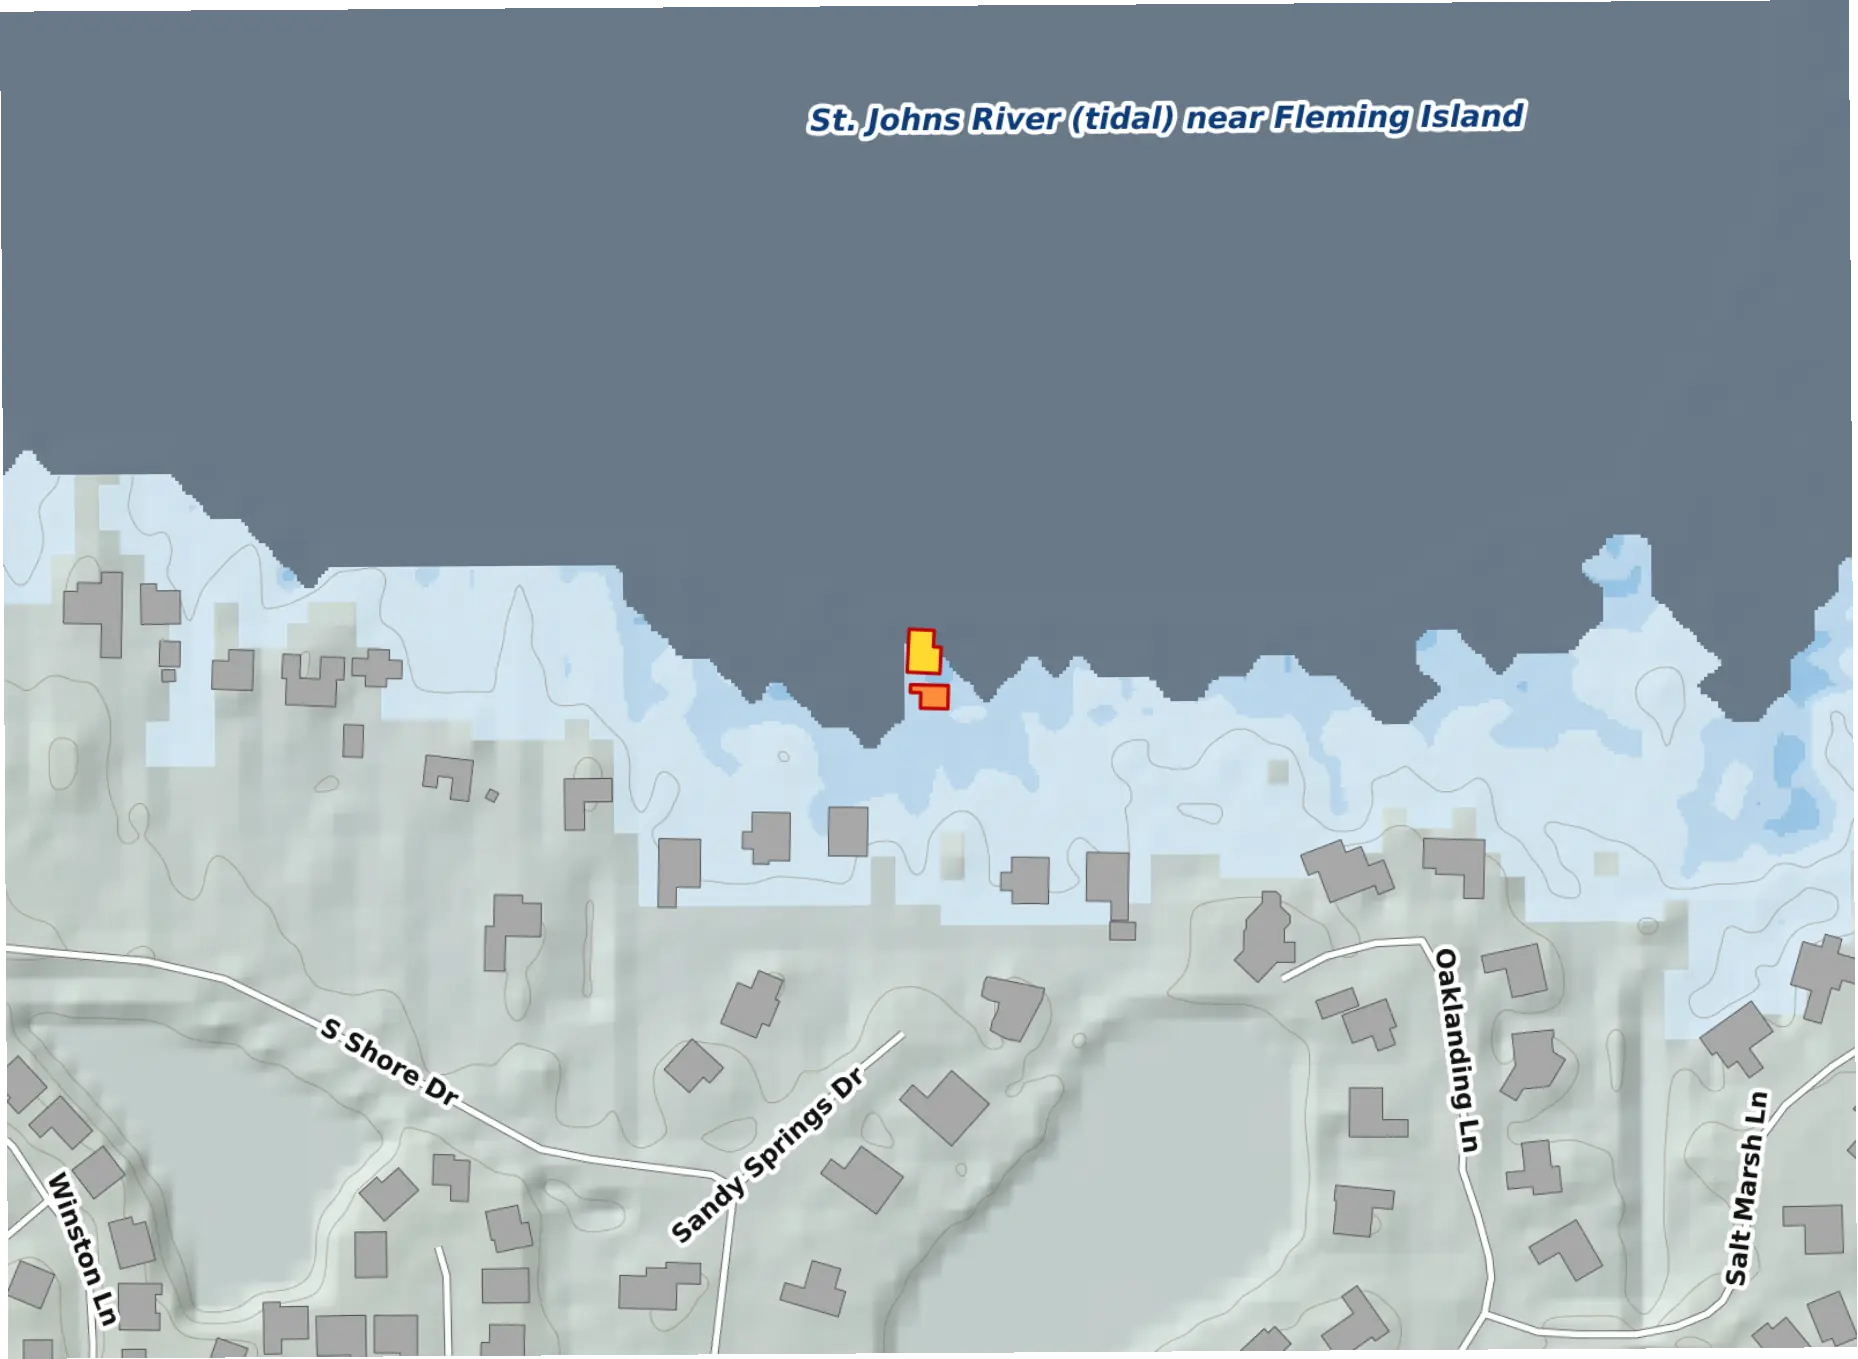 St. Johns River (tidal) near Fleming Island
S Shore Dr
Sandy Springs Dr
Oaklanding Ln
Salt Marsh Ln
Winston Ln